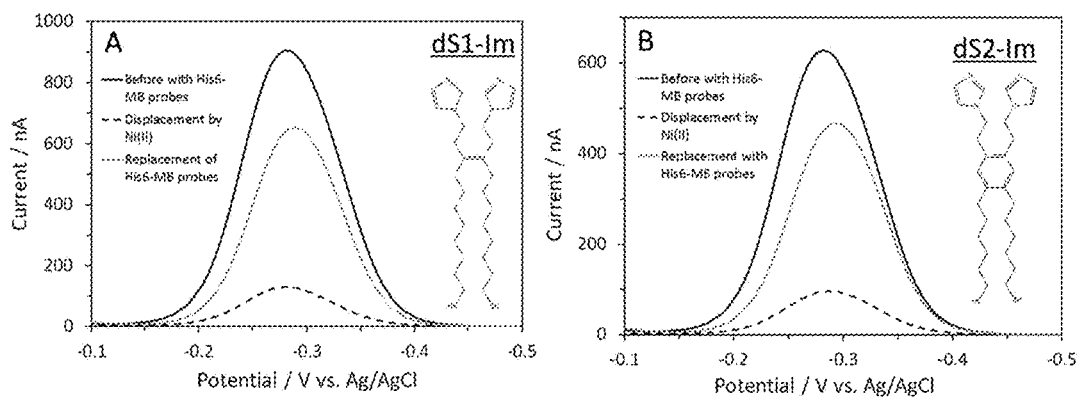 A
dS1-Im
Before with His6-
MB probes
Displacement by
Ni(II)
Replacement of
His6-MB probes
1000
800
600
400
200
0
Current / nA
-0.1
-0.2
-0.3
-0.4
-0.5
Potential / V vs. Ag/AgCl
B
dS2-Im
Before with His6-
MB probes
Displacement by
Ni(II)
Replacement with
His6-MB probes
600
400
200
0
Current / nA
-0.1
-0.2
-0.3
-0.4
-0.5
Potential / V vs. Ag/AgCl